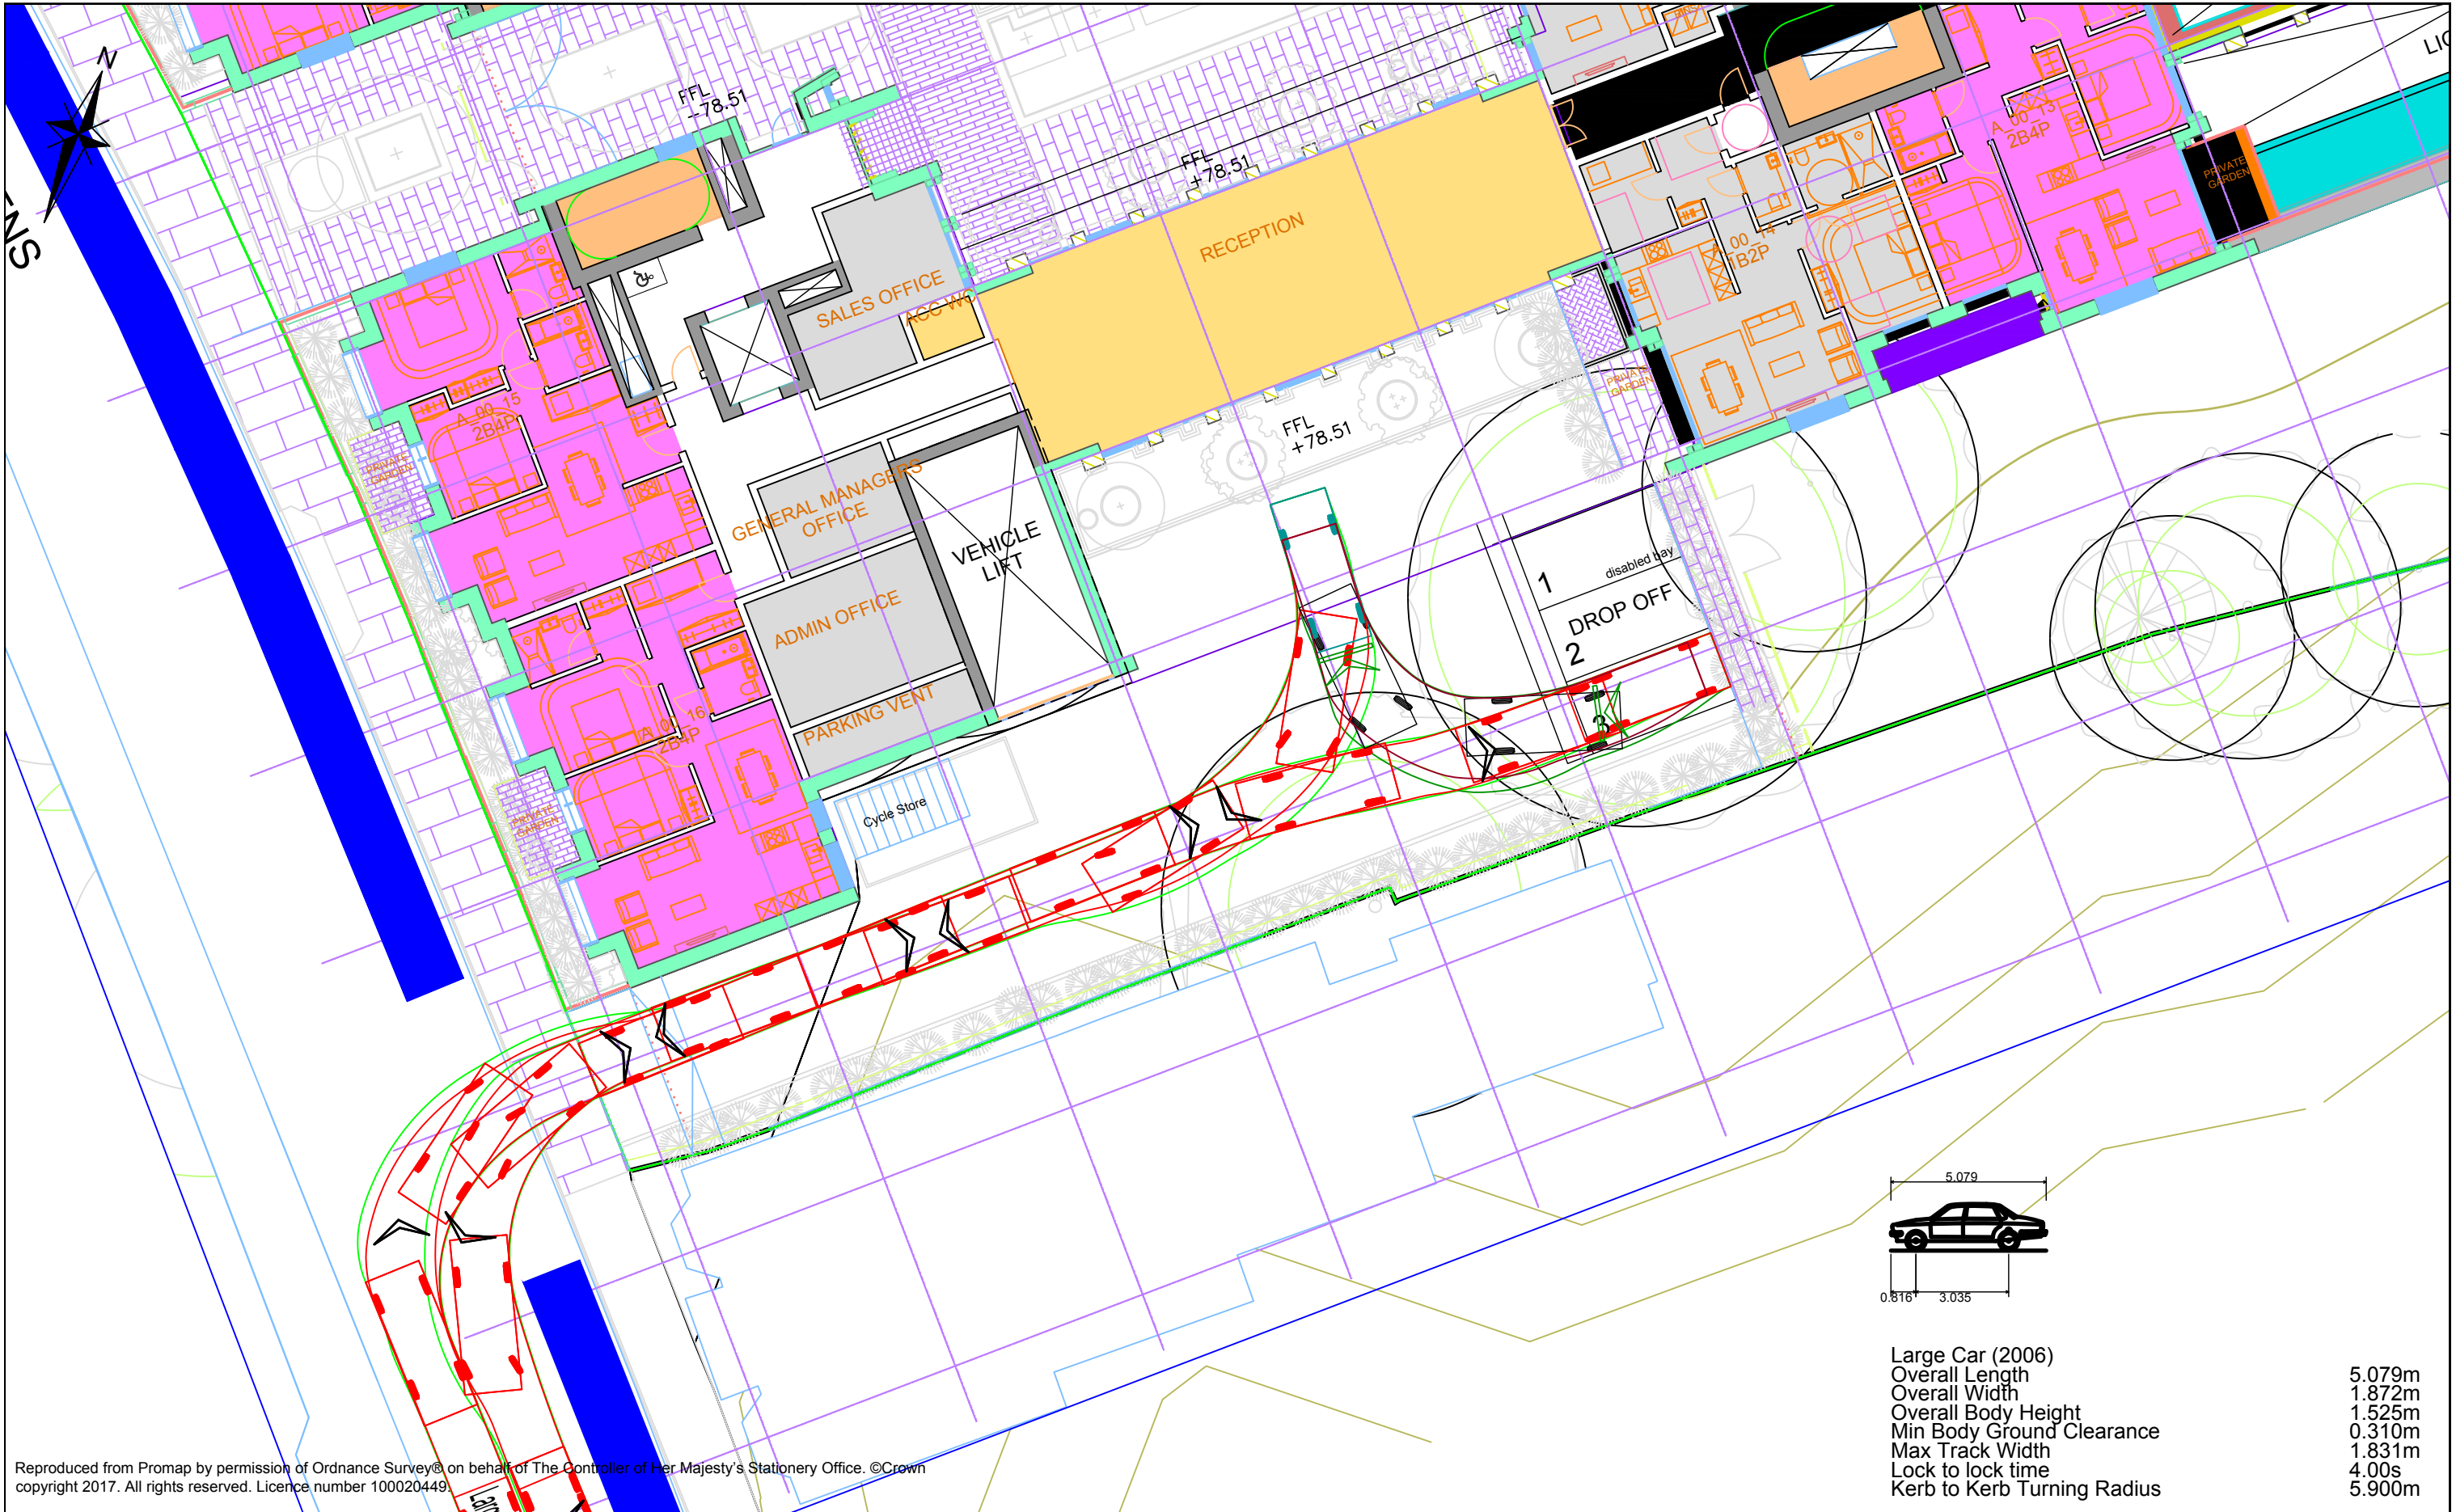 N
FFL
+78.51
FFL
+78.51
RECEPTION
SALES OFFICE
ACC WC
A_00_13
2B4P
PRIVATE
GARDEN
A_00_14
1B2P
PRIVATE
GARDEN
A_00_15
2B4P
PRIVATE
GARDEN
FFL
+78.51
GENERAL MANAGERS
OFFICE
VEHICLE
LIFT
ADMIN OFFICE
PARKING VENT
1
disabled bay
DROP OFF
2
3
A_00_16
2B4P
PRIVATE
GARDEN
Cycle Store
5.079
0.816
3.035
Large Car (2006)
Overall Length 5.079m
Overall Width 1.872m
Overall Body Height 1.525m
Min Body Ground Clearance 0.310m
Max Track Width 1.831m
Lock to lock time 4.00s
Kerb to Kerb Turning Radius 5.900m
Reproduced from Promap by permission of Ordnance Survey® on behalf of The Controller of Her Majesty's Stationery Office. ©Crown
copyright 2017. All rights reserved. Licence number 100020449.